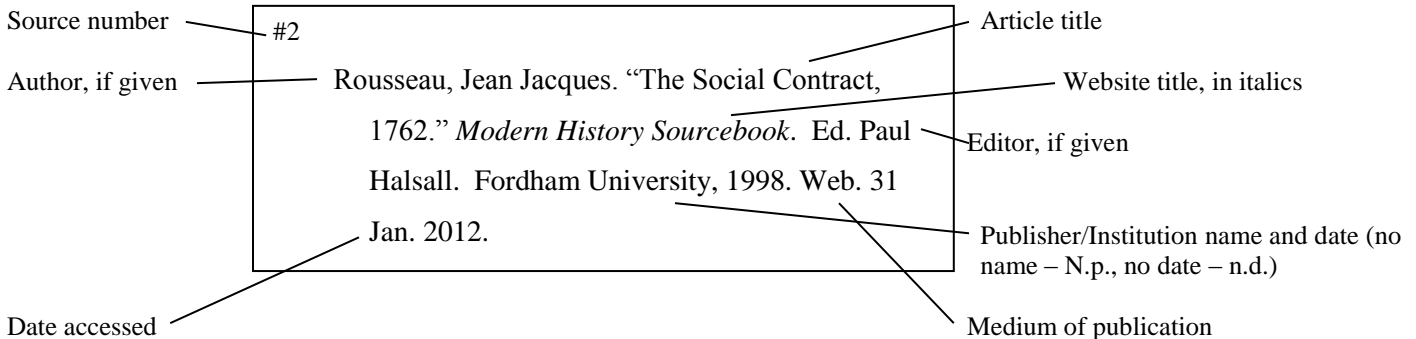 Source number
#2
Article title
Author, if given
Rousseau, Jean Jacques. “The Social Contract,
Website title, in italics
1762.” Modern History Sourcebook.  Ed. Paul
Editor, if given
Halsall.  Fordham University, 1998. Web. 31
Jan. 2012.
Publisher/Institution name and date (no
name – N.p., no date – n.d.)
Date accessed
Medium of publication